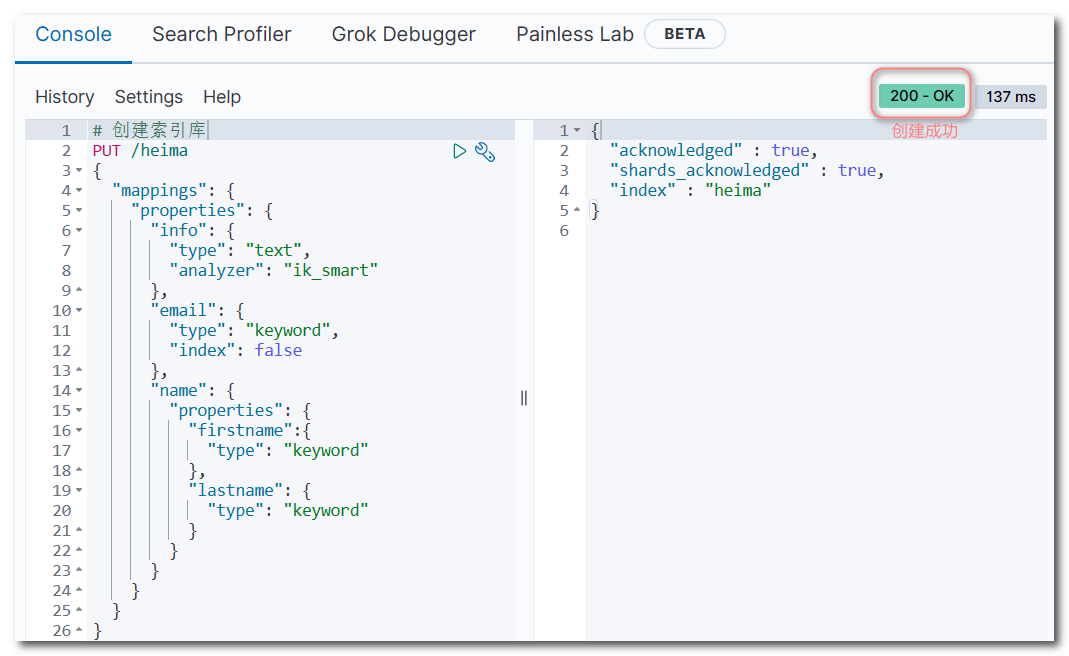 Console Search Profiler Grok Debugger Painless Lab BETA
History Settings Help
200 - OK 137 ms
创建成功
1 # 创建索引库
2 PUT /heima
3 {
4   "mappings": {
5     "properties": {
6       "info": {
7         "type": "text",
8         "analyzer": "ik_smart"
9       },
10       "email": {
11         "type": "keyword",
12         "index": false
13       },
14       "name": {
15         "properties": {
16           "firstname":{
17             "type": "keyword"
18           },
19           "lastname": {
20             "type": "keyword"
21           }
22         }
23       }
24     }
25   }
26 }
1 {
2   "acknowledged" : true,
3   "shards_acknowledged" : true,
4   "index" : "heima"
5 }
6